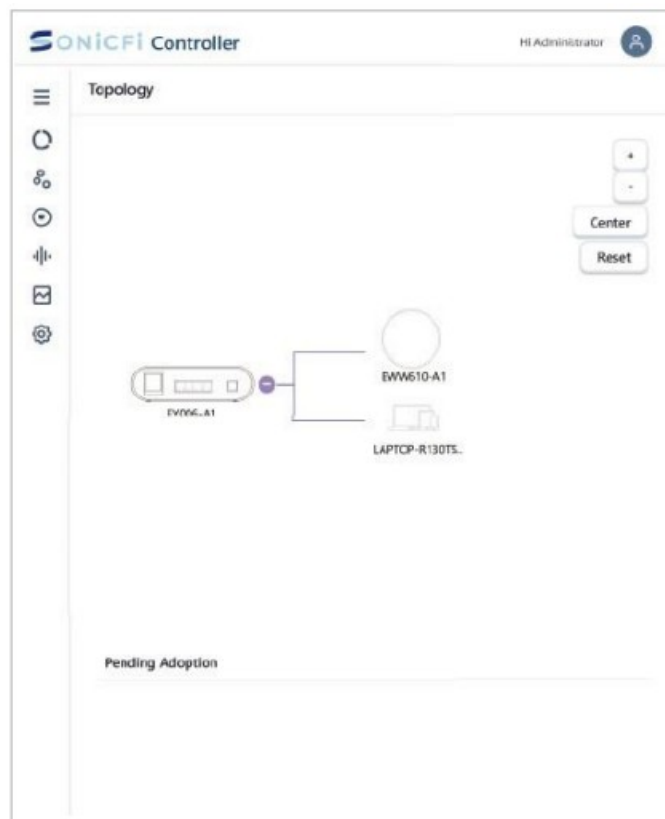 SONiCFi Controller
Hi Administrator
Topology
+
-
Center
Reset
EWW610-A1
LAPTOP-R130TS..
Pending Adoption